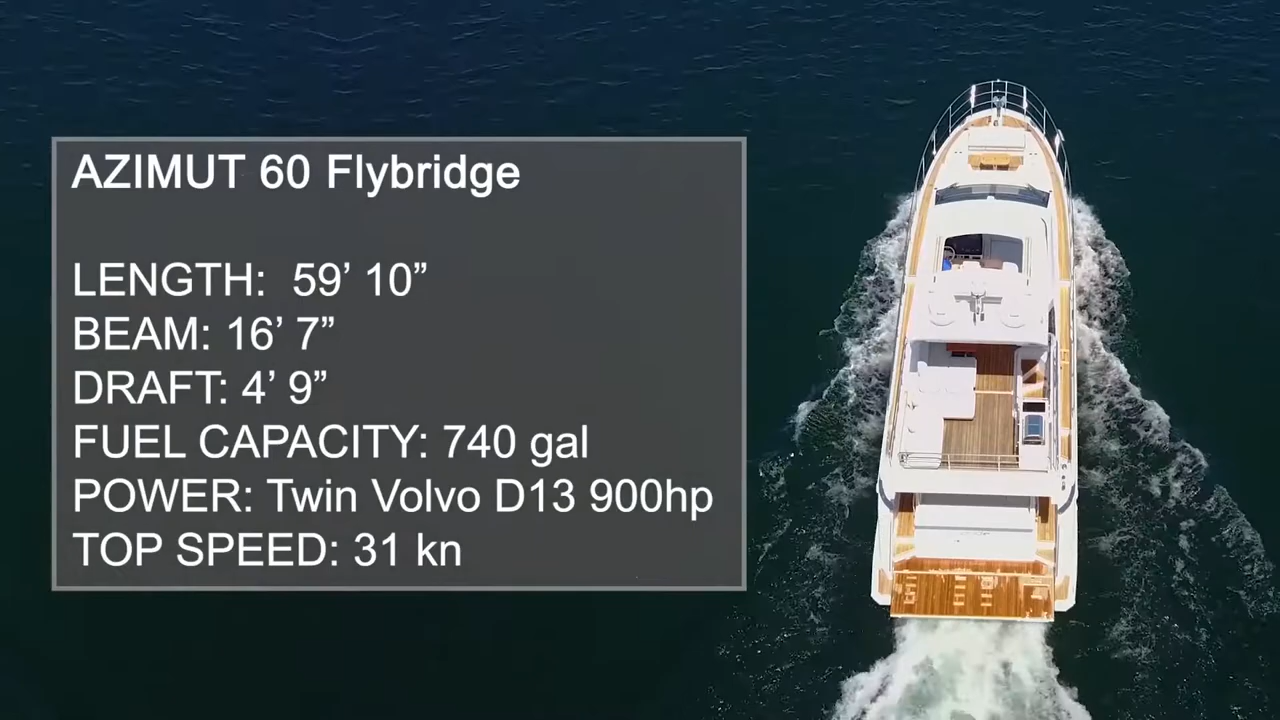 AZIMUT 60 Flybridge
LENGTH: 59’ 10”
BEAM: 16’ 7”
DRAFT: 4’ 9”
FUEL CAPACITY: 740 gal
POWER: Twin Volvo D13 900hp
TOP SPEED: 31 kn